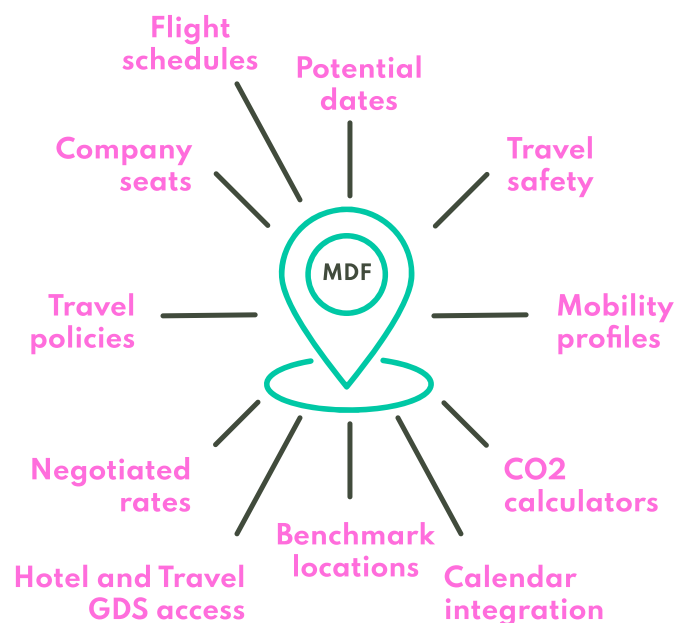 Flight
schedules
Potential
dates
Company
seats
Travel
safety
MDF
Travel
policies
Mobility
profiles
Negotiated
rates
CO2
calculators
Benchmark
locations
Hotel and Travel
GDS access
Calendar
integration